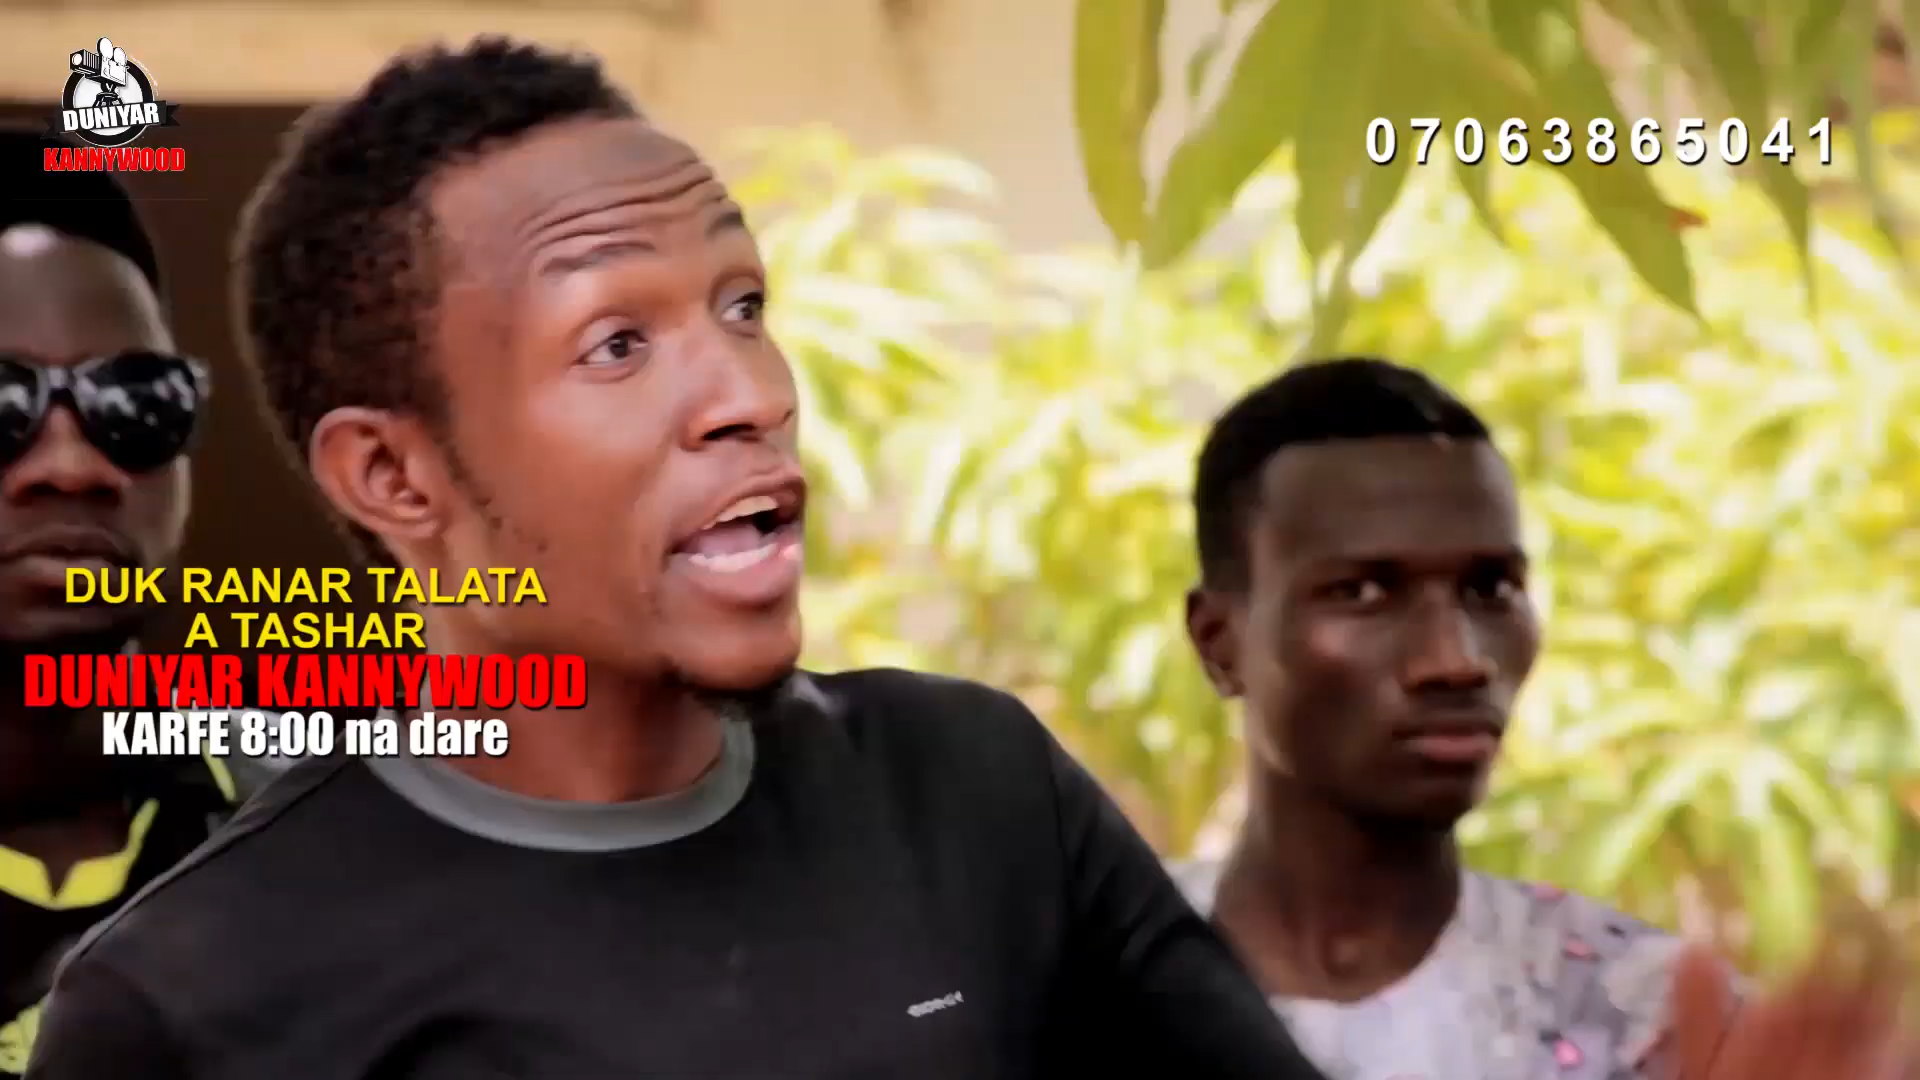 DUNIYAR
KANNYWOOD
07063865041
DUK RANAR TALATA
A TASHAR
DUNIYAR KANNYWOOD
KARFE 8:00 na dare